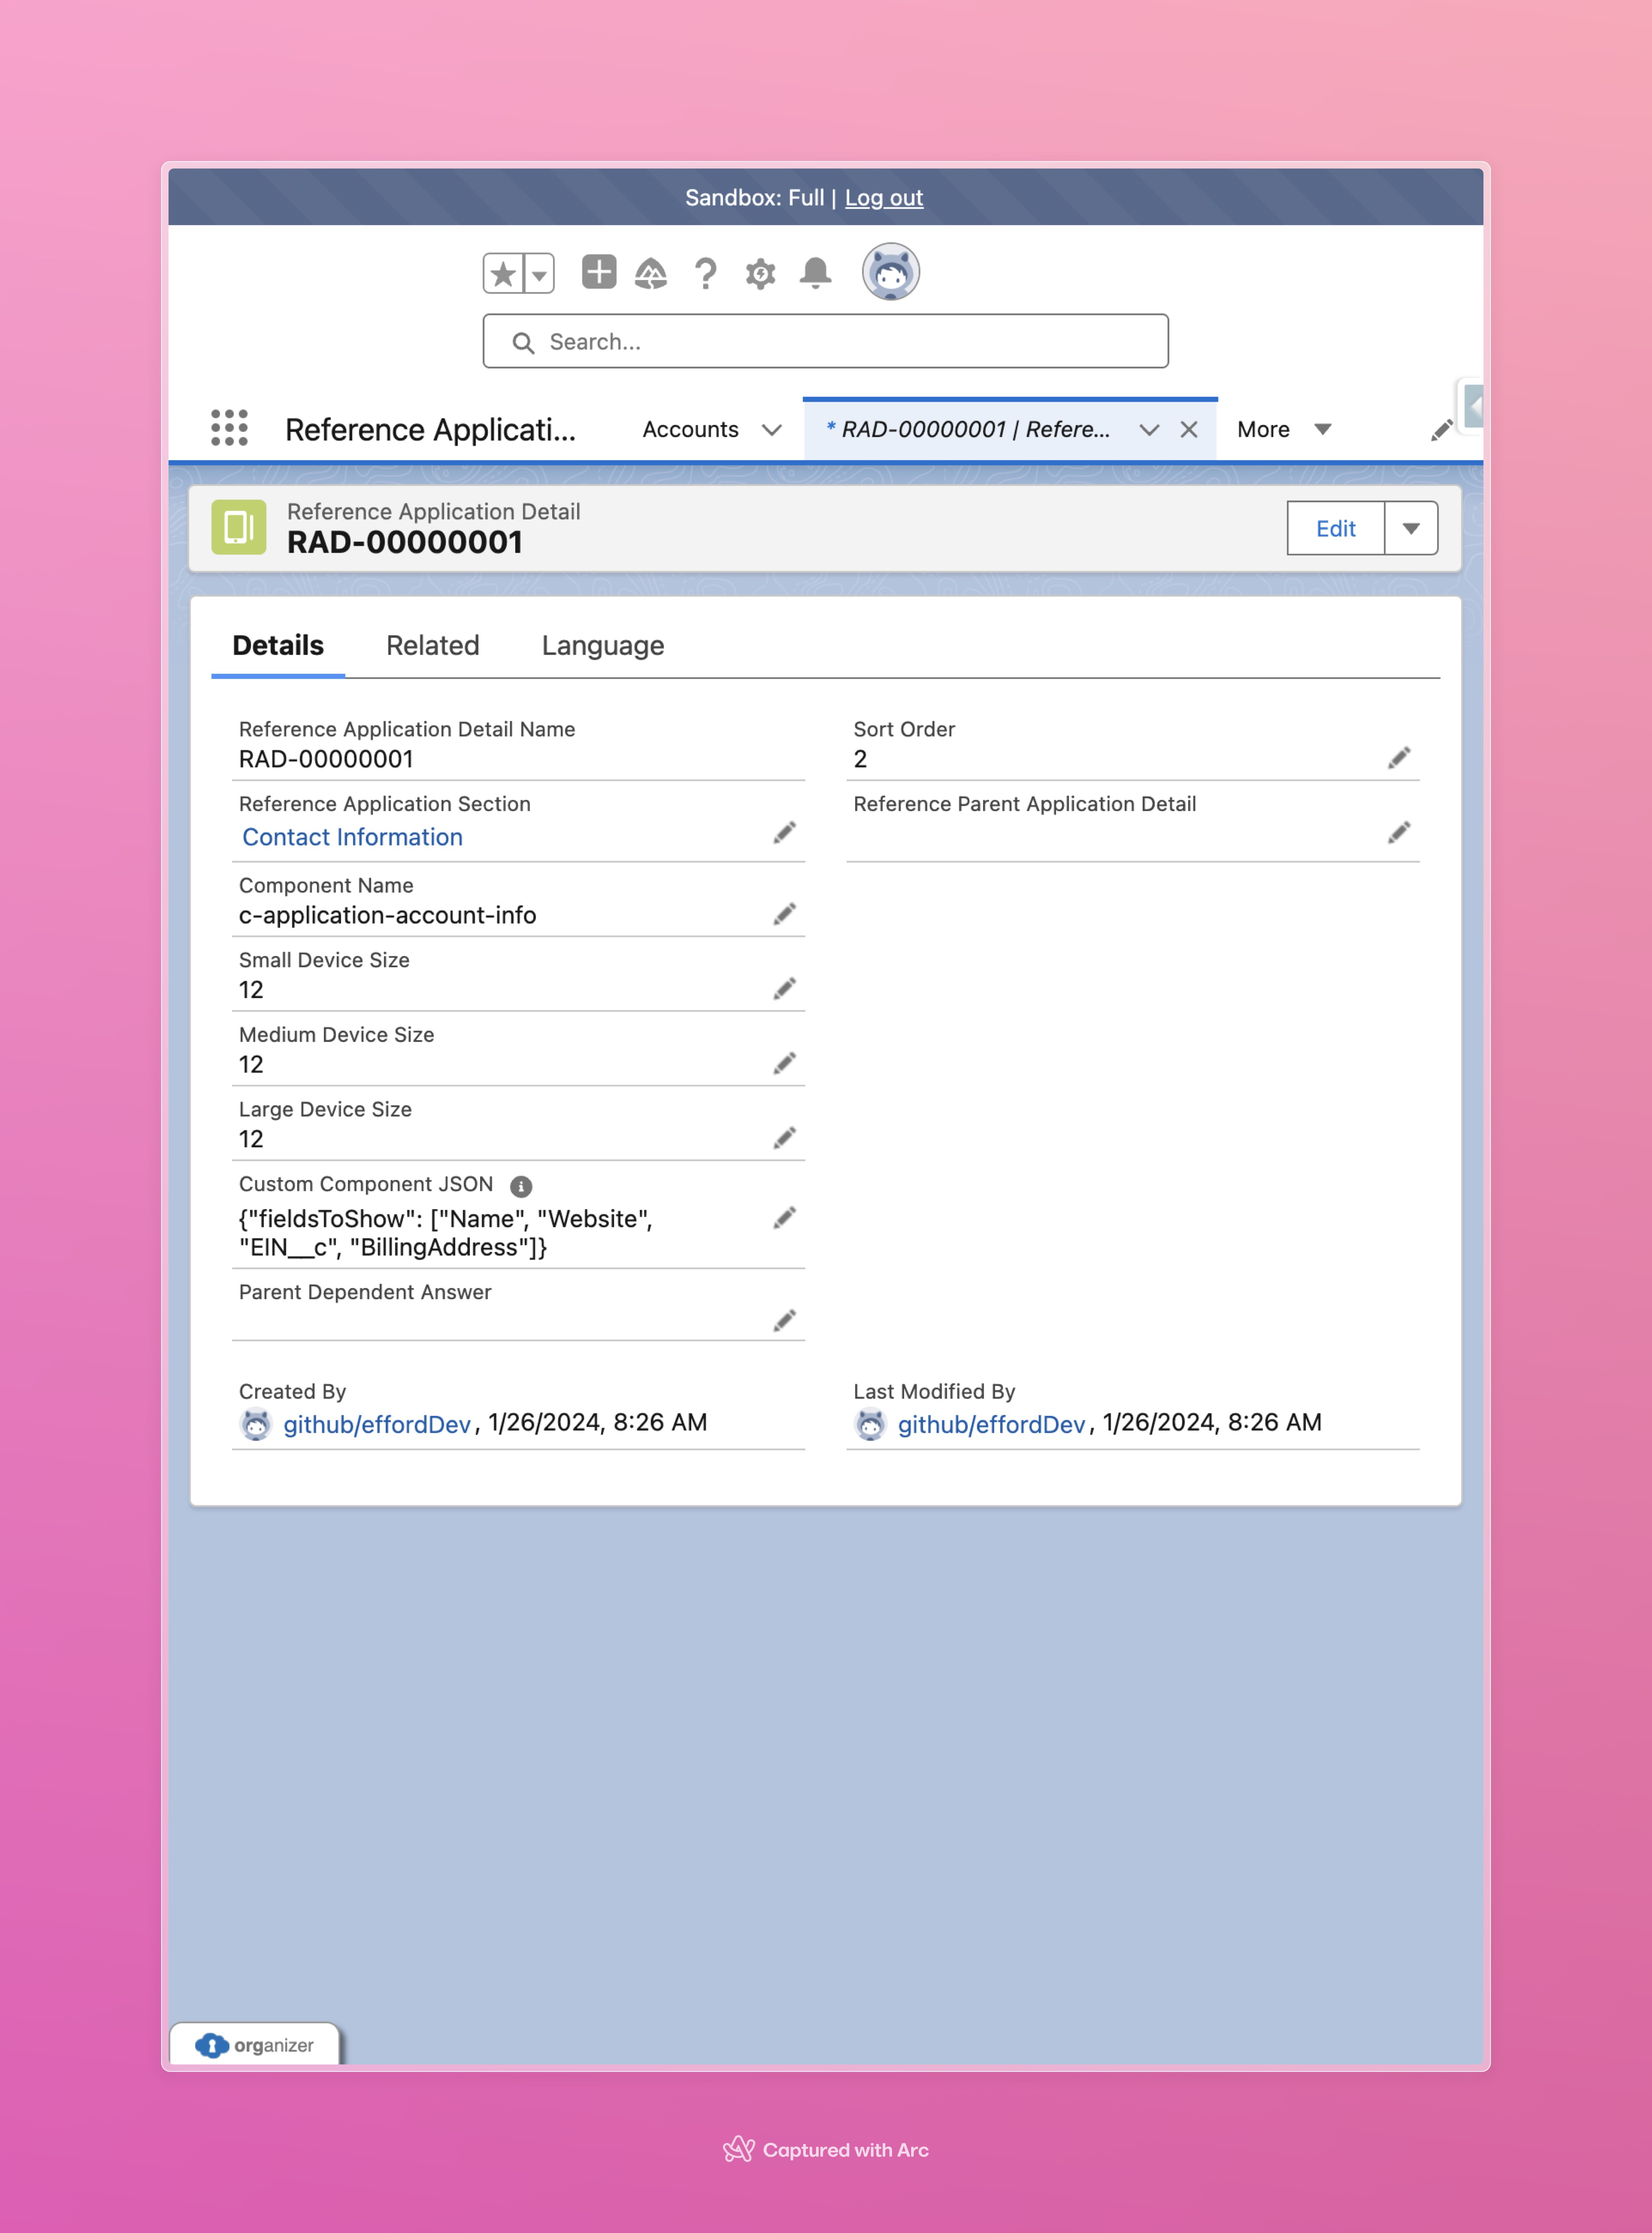 Sandbox: Full | Log out
Search...
Reference Applicati...
Accounts
* RAD-00000001 | Refere...
More
Reference Application Detail
RAD-00000001
Edit
Details
Related
Language
Reference Application Detail Name
RAD-00000001
Sort Order
2
Reference Application Section
Contact Information
Reference Parent Application Detail
Component Name
c-application-account-info
Small Device Size
12
Medium Device Size
12
Large Device Size
12
Custom Component JSON
{"fieldsToShow": ["Name", "Website",
"EIN__c", "BillingAddress"]}
Parent Dependent Answer
Created By
github/effordDev, 1/26/2024, 8:26 AM
Last Modified By
github/effordDev, 1/26/2024, 8:26 AM
organizer
Captured with Arc